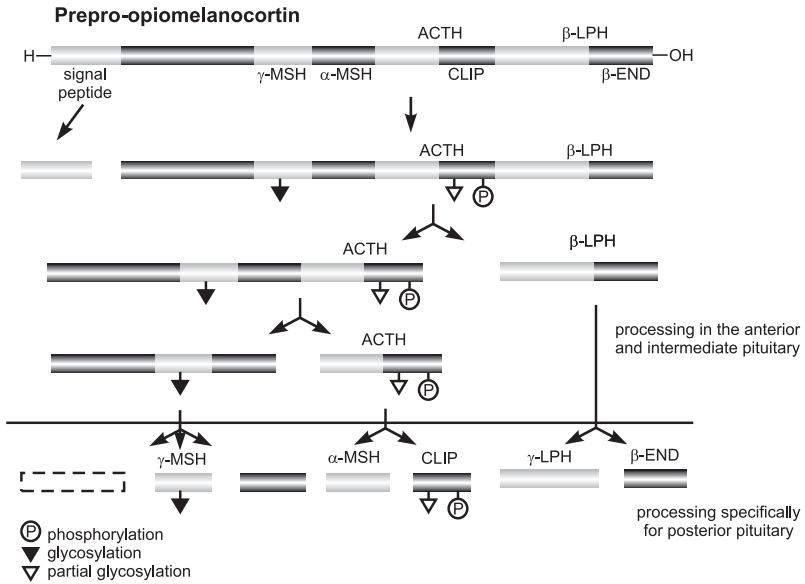 Prepro-opiomelanocortin
ACTH
β-LPH
H
OH
signal
peptide
γ-MSH
α-MSH
CLIP
β-END
ACTH
β-LPH
P
ACTH
β-LPH
P
processing in the anterior
and intermediate pituitary
ACTH
P
γ-MSH
α-MSH
CLIP
γ-LPH
β-END
P
processing specifically
for posterior pituitary
P phosphorylation
glycosylation
partial glycosylation